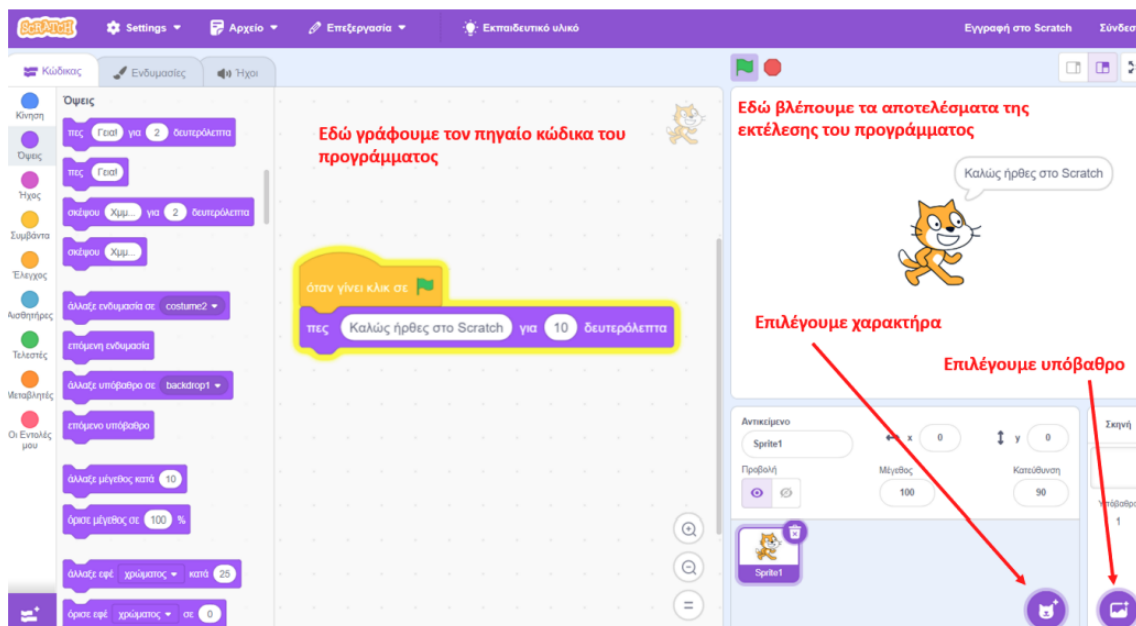 SCRATCH Settings Αρχείο Επεξεργασία Εκπαιδευτικό υλικό Εγγραφή στο Scratch
Κώδικας Ενδυμασίες Ήχοι
Κίνηση
Όψεις
Ήχος
Συμβάντα
Έλεγχος
Αισθητήρες
Τελεστές
Μεταβλητές
Οι Εντολές
μου
Όψεις
πες Γεια! για 2 δευτερόλεπτα
πες Γεια!
σκέψου Χμμ... για 2 δευτερόλεπτα
σκέψου Χμμ...
άλλαξε ενδυμασία σε costume2
επόμενη ενδυμασία
άλλαξε υπόβαθρο σε backdrop1
επόμενο υπόβαθρο
άλλαξε μέγεθος κατά 10
όρισε μέγεθος σε 100 %
άλλαξε εφέ χρώματος κατά 25
όρισε εφέ χρώματος σε 0
Εδώ γράφουμε τον πηγαίο κώδικα του
προγράμματος
όταν γίνει κλικ σε
πες Καλώς ήρθες στο Scratch για 10 δευτερόλεπτα
Εδώ βλέπουμε τα αποτελέσματα της
εκτέλεσης του προγράμματος
Καλώς ήρθες στο Scratch
Επιλέγουμε χαρακτήρα
Επιλέγουμε υπόβαθρο
Αντικείμενο
Sprite1 x 0 y 0
Προβολή Μέγεθος Κατεύθυνση
100 90
Sprite1
Σκηνή
1